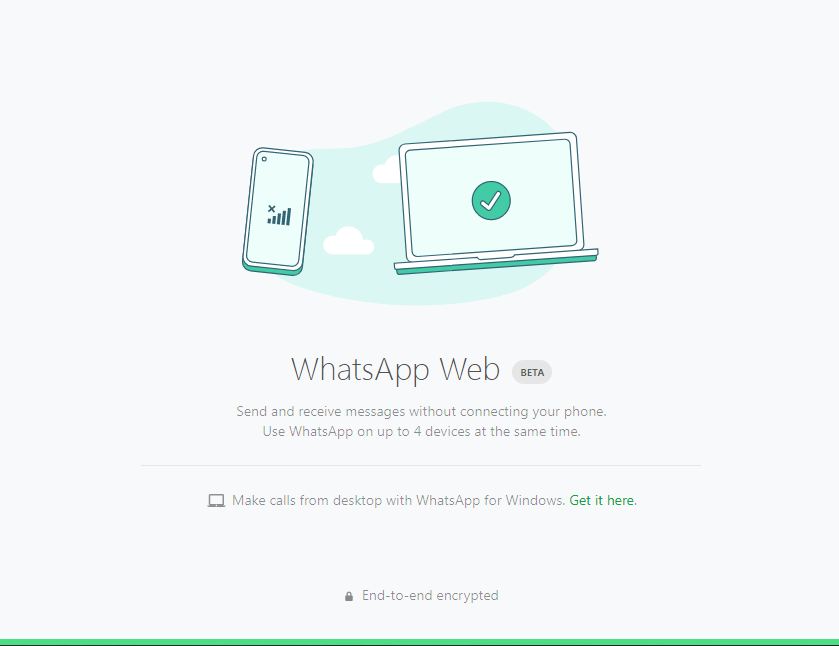 WhatsApp Web BETA
Send and receive messages without connecting your phone.
Use WhatsApp on up to 4 devices at the same time.
Make calls from desktop with WhatsApp for Windows. Get it here.
End-to-end encrypted